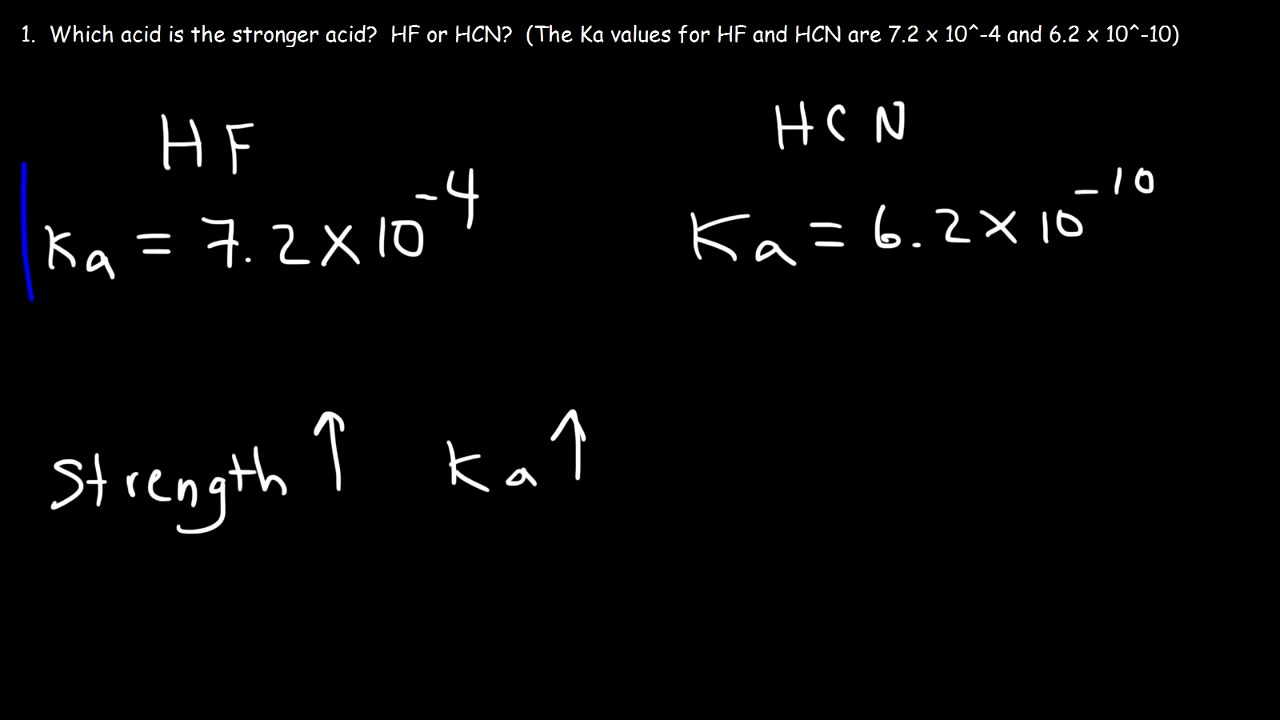 1. Which acid is the stronger acid? HF or HCN? (The Ka values for HF and HCN are 7.2 x 10^-4 and 6.2 x 10^-10)
HF
HCN
Ka = 7.2 x 10^-4
Ka = 6.2 x 10^-10
Strength ↑ Ka ↑